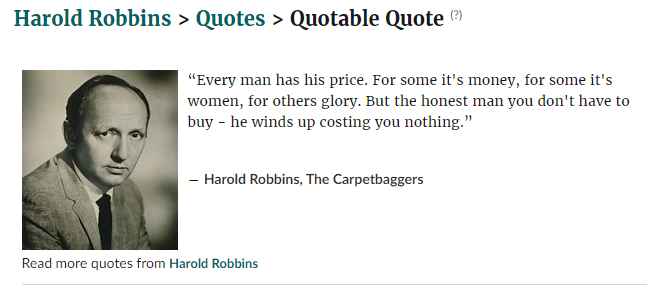 Harold Robbins > Quotes > Quotable Quote (?)
“Every man has his price. For some it's money, for some it's
women, for others glory. But the honest man you don't have to
buy - he winds up costing you nothing.”
― Harold Robbins, The Carpetbaggers
Read more quotes from Harold Robbins